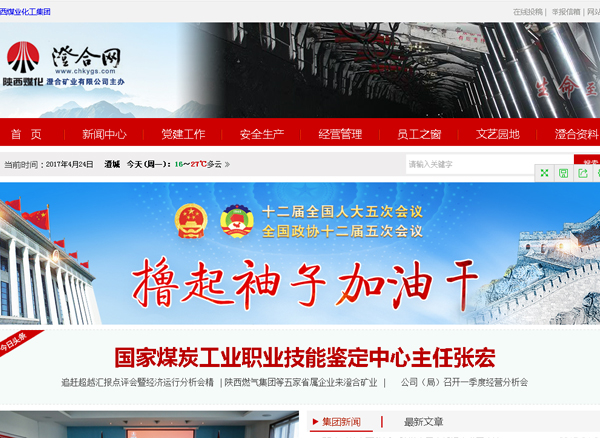 西煤业化工集团
在线投稿 | 举报信箱 | 网站
澄合网
www.chkygs.com
陕西煤化 澄合矿业有限公司主办
生命至
首 页 新闻中心 党建工作 安全生产 经营管理 员工之窗 文艺园地 澄合资料
当前时间：2017年4月24日 澄城 今天(周一)： 16～27℃多云 »
请输入关键字
搜索
十二届全国人大五次会议
全国政协十二届五次会议
撸起袖子加油干
今日头条
国家煤炭工业职业技能鉴定中心主任张宏
追赶超越汇报点评会暨经济运行分析会精 | 陕西燃气集团等五家省属企业来澄合矿业 | 公司（局）召开一季度经营分析会
集团新闻 最新文章